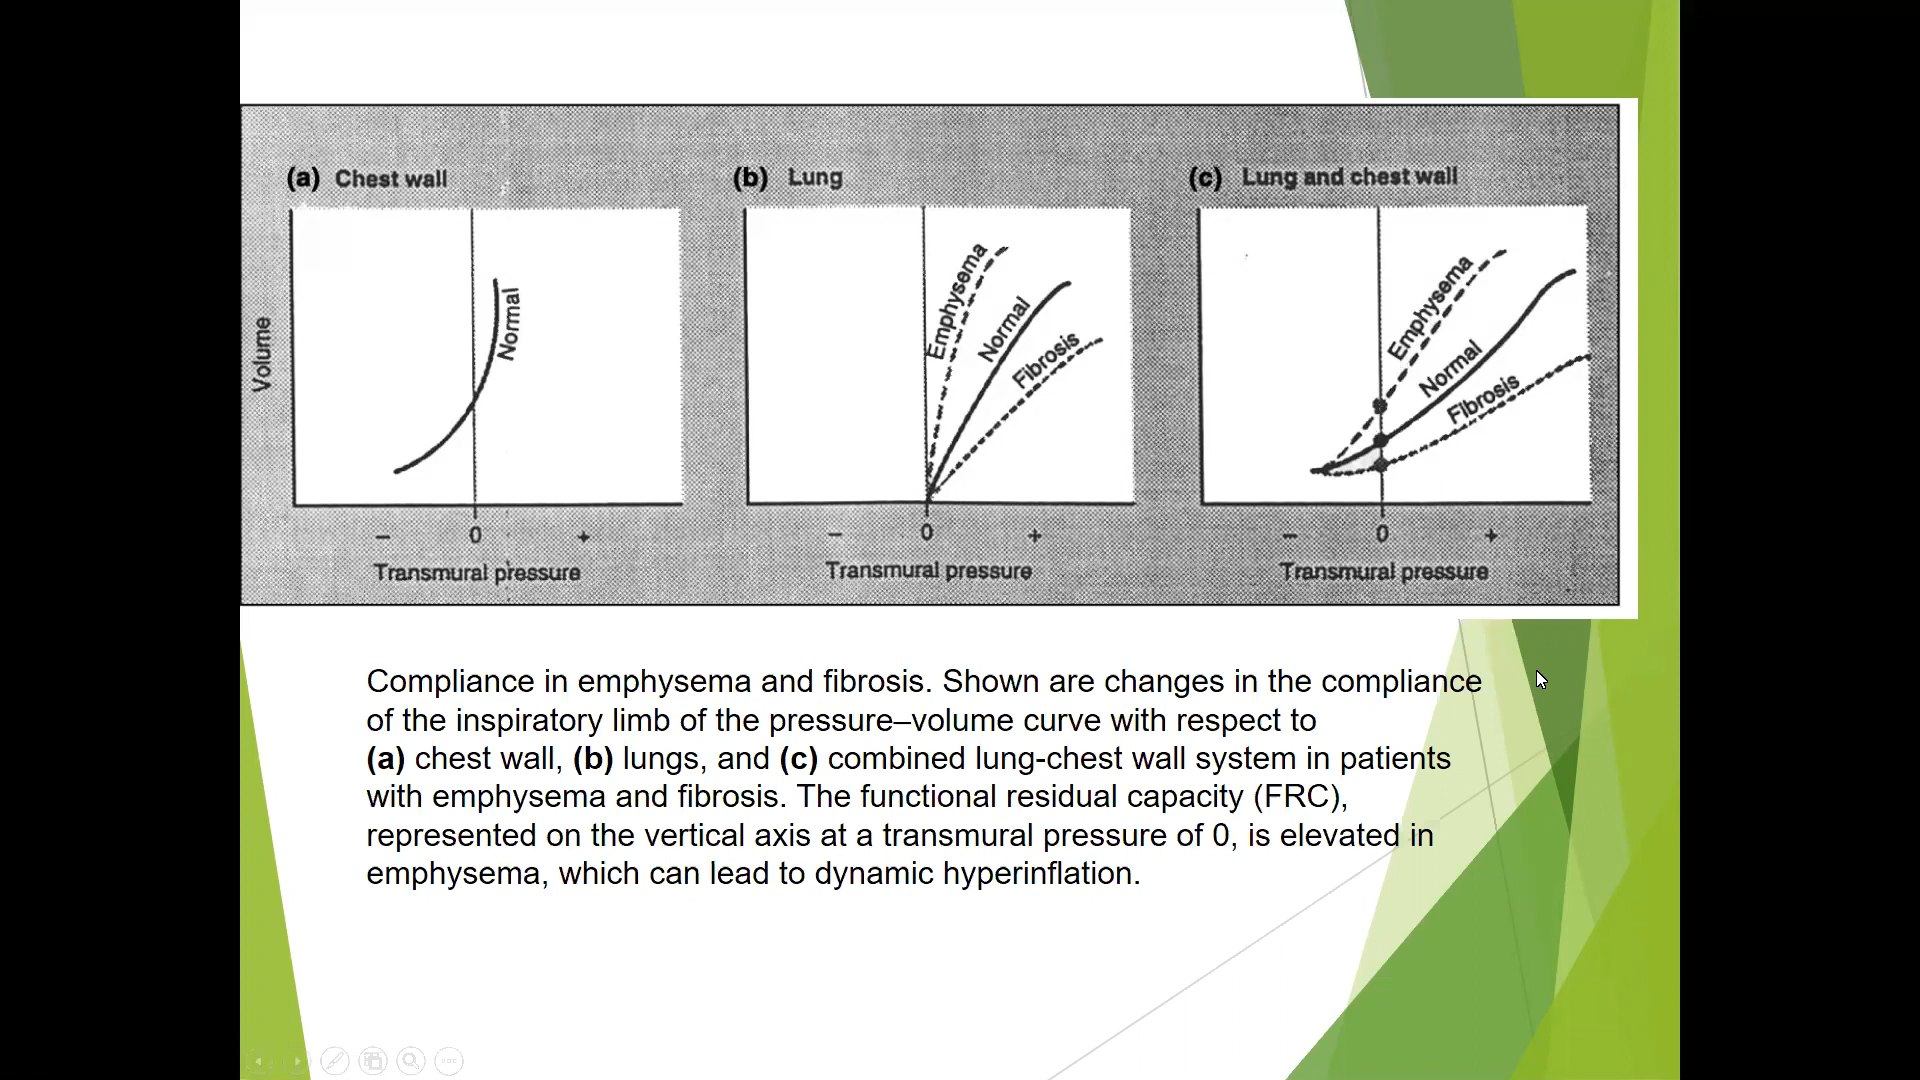 (a) Chest wall
(b) Lung
(c) Lung and chest wall
Volume
Normal
Emphysema
Normal
Fibrosis
Emphysema
Normal
Fibrosis
– 0 +
– 0 +
– 0 +
Transmural pressure
Transmural pressure
Transmural pressure
Compliance in emphysema and fibrosis. Shown are changes in the compliance
of the inspiratory limb of the pressure–volume curve with respect to
(a) chest wall, (b) lungs, and (c) combined lung-chest wall system in patients
with emphysema and fibrosis. The functional residual capacity (FRC),
represented on the vertical axis at a transmural pressure of 0, is elevated in
emphysema, which can lead to dynamic hyperinflation.